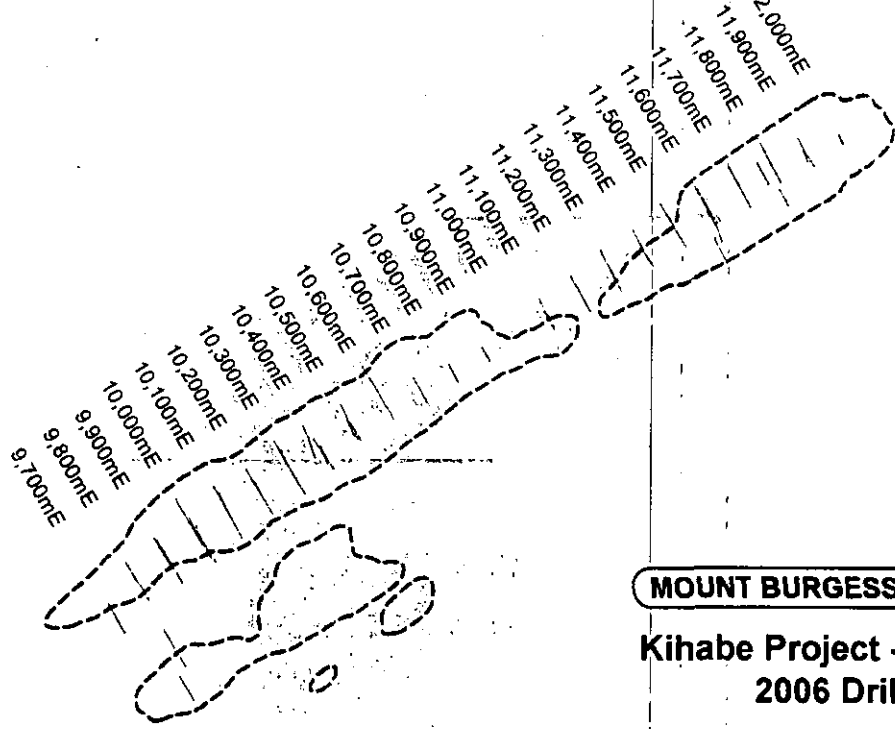 9,700mE
9,800mE
9,900mE
10,000mE
10,100mE
10,200mE
10,300mE
10,400mE
10,500mE
10,600mE
10,700mE
10,800mE
10,900mE
11,000mE
11,100mE
11,200mE
11,300mE
11,400mE
11,500mE
11,600mE
11,700mE
11,800mE
11,900mE
2,000mE
MOUNT BURGESS
Kihabe Project -
2006 Dril